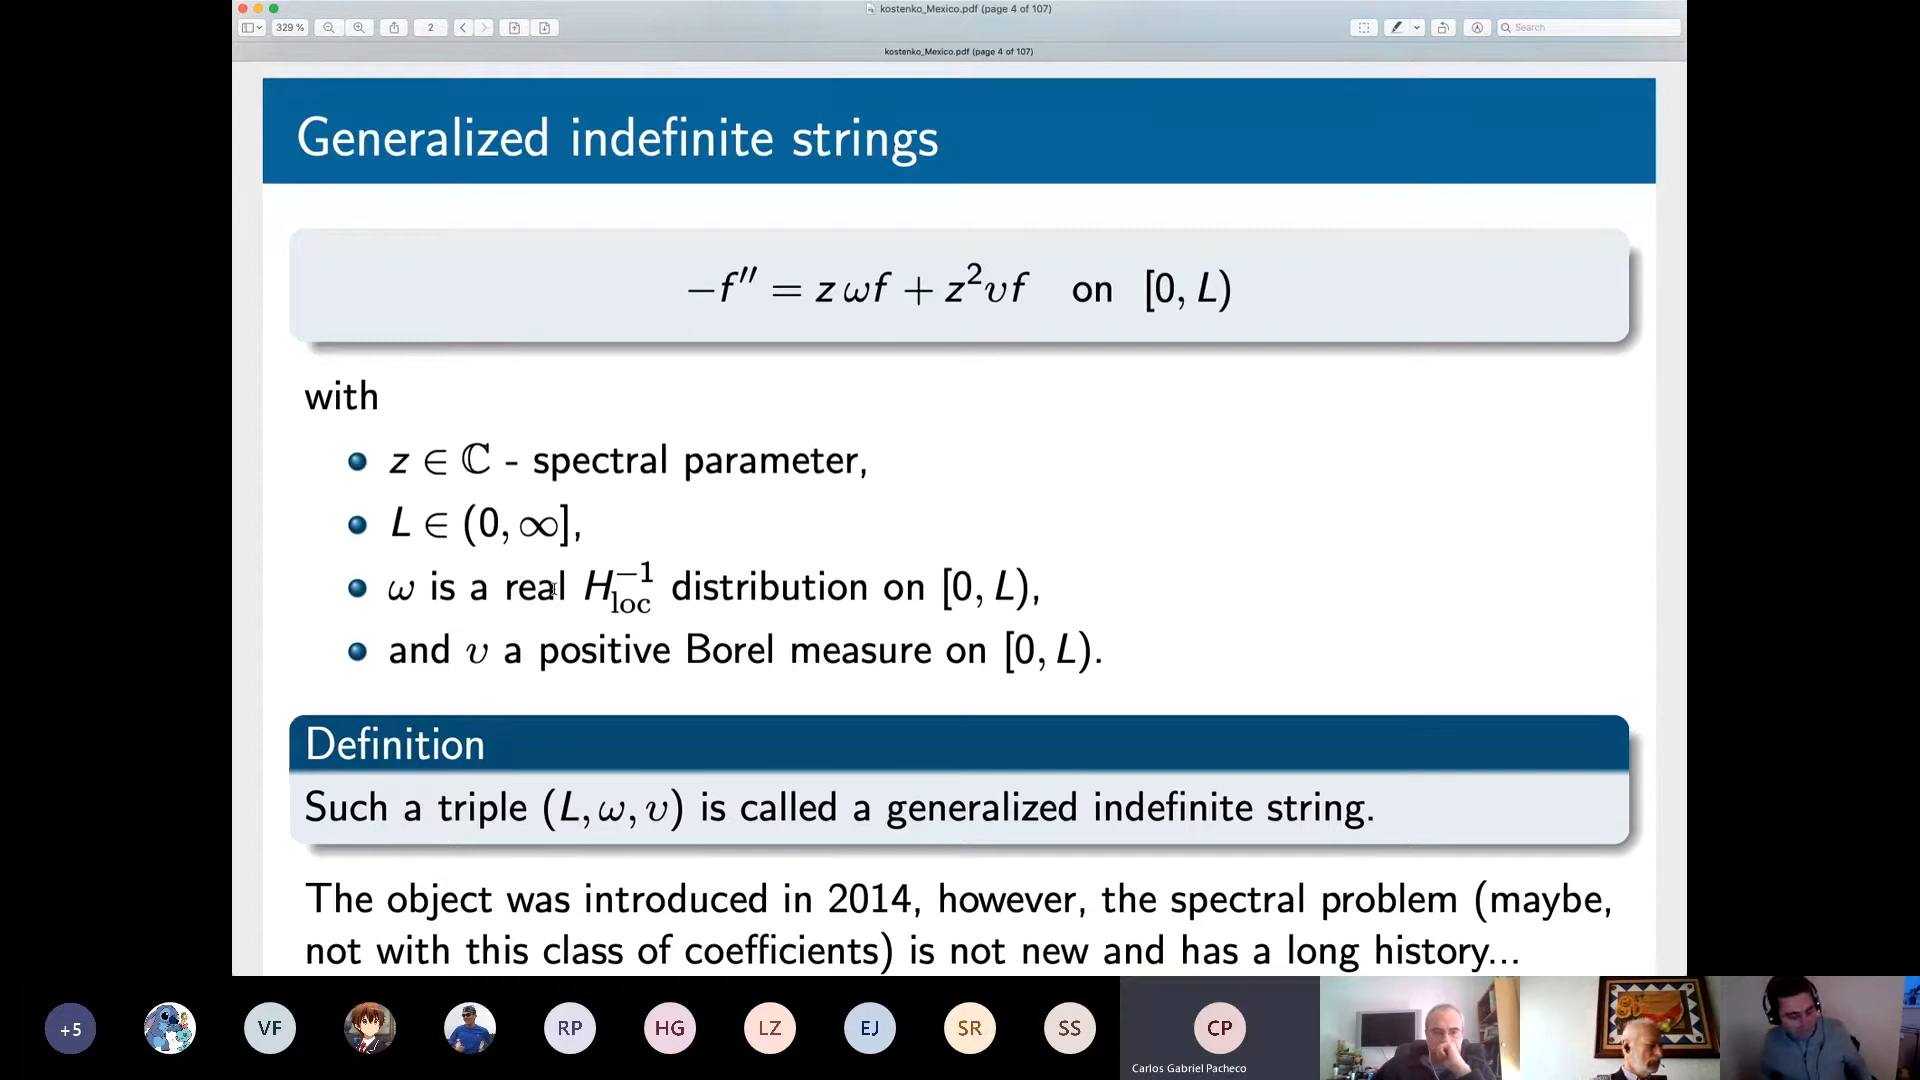 kostenko_Mexico.pdf (page 4 of 107)
329 %
2
Search
kostenko_Mexico.pdf (page 4 of 107)
Generalized indefinite strings
−f″ = z ωf + z²υf on [0, L)
with
z ∈ ℂ - spectral parameter,
L ∈ (0, ∞],
ω is a real H⁻¹_loc distribution on [0, L),
and υ a positive Borel measure on [0, L).
Definition
Such a triple (L, ω, υ) is called a generalized indefinite string.
The object was introduced in 2014, however, the spectral problem (maybe,
not with this class of coefficients) is not new and has a long history...
+5
VF
RP
HG
LZ
EJ
SR
SS
CP
Carlos Gabriel Pacheco